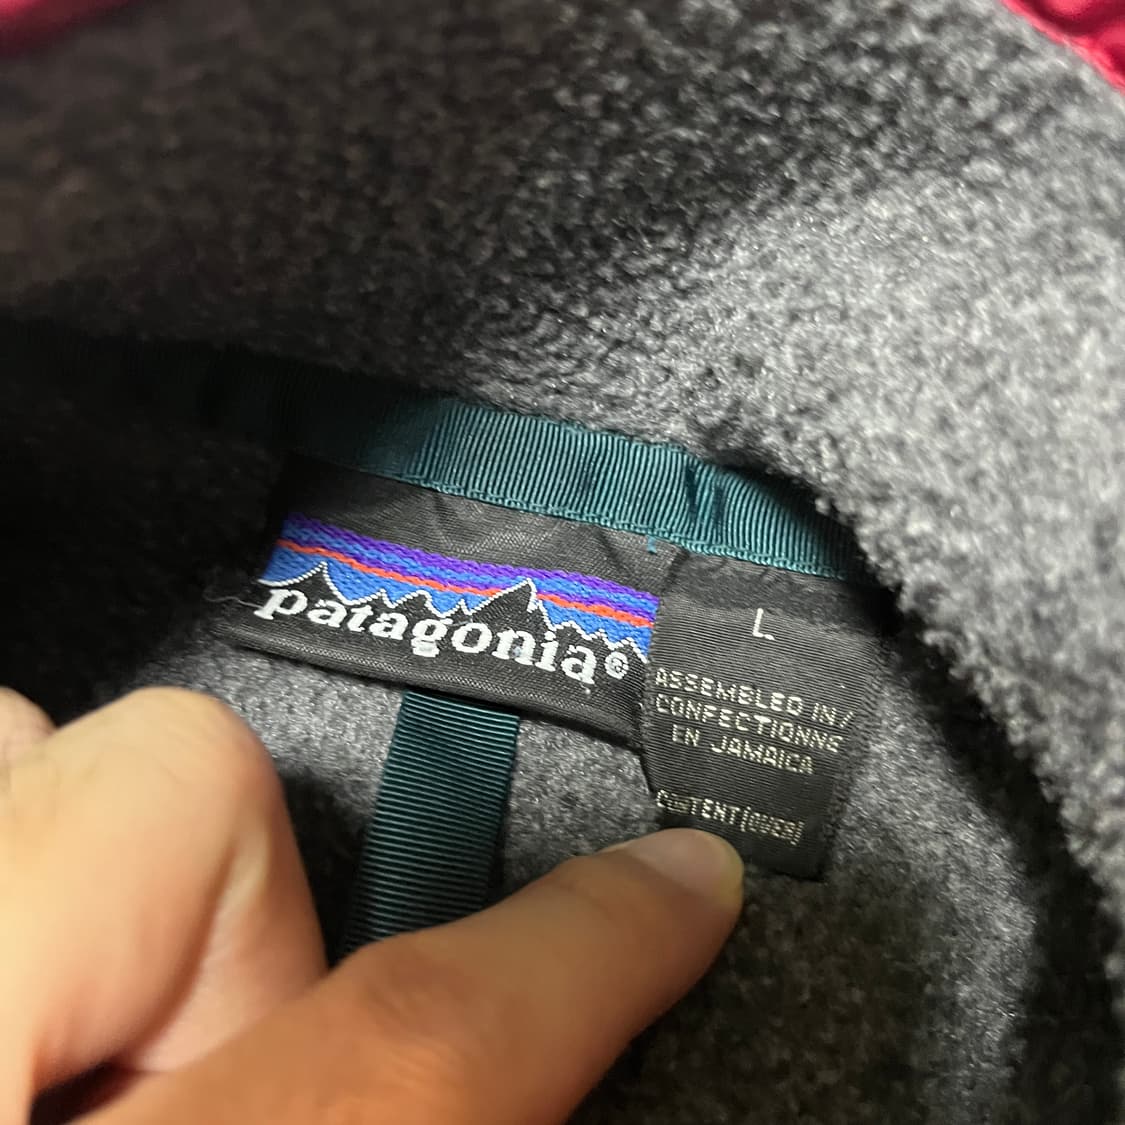 patagonia®
L
ASSEMBLED IN/
CONFECTIONNE
EN JAMAICA
CONTENT(OVER)